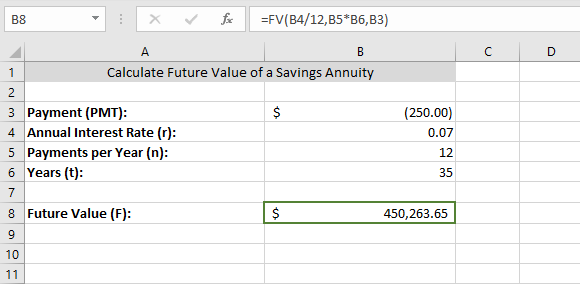 B8 fx =FV(B4/12,B5*B6,B3)
A B C D
1 Calculate Future Value of a Savings Annuity
2
3 Payment (PMT): $ (250.00)
4 Annual Interest Rate (r): 0.07
5 Payments per Year (n): 12
6 Years (t): 35
7
8 Future Value (F): $ 450,263.65
9
10
11